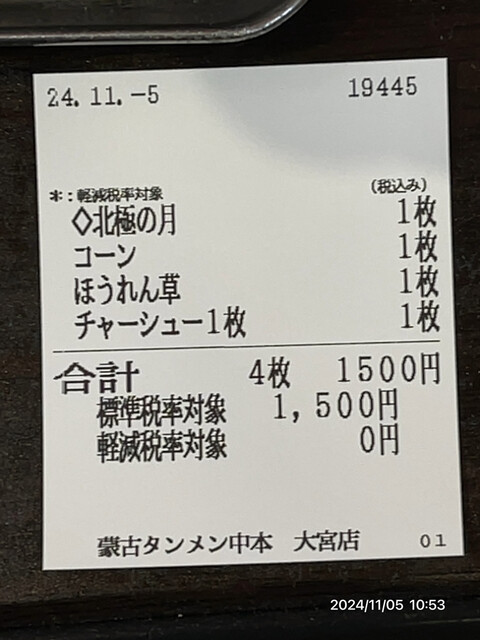 24.11.-5 19445
*:軽減税率対象 (税込み)
◇北極の月 1枚
コーン 1枚
ほうれん草 1枚
チャーシュー1枚 1枚
合計 4枚 1500円
標準税率対象 1,500円
軽減税率対象 0円
蒙古タンメン中本 大宮店 01
2024/11/05 10:53